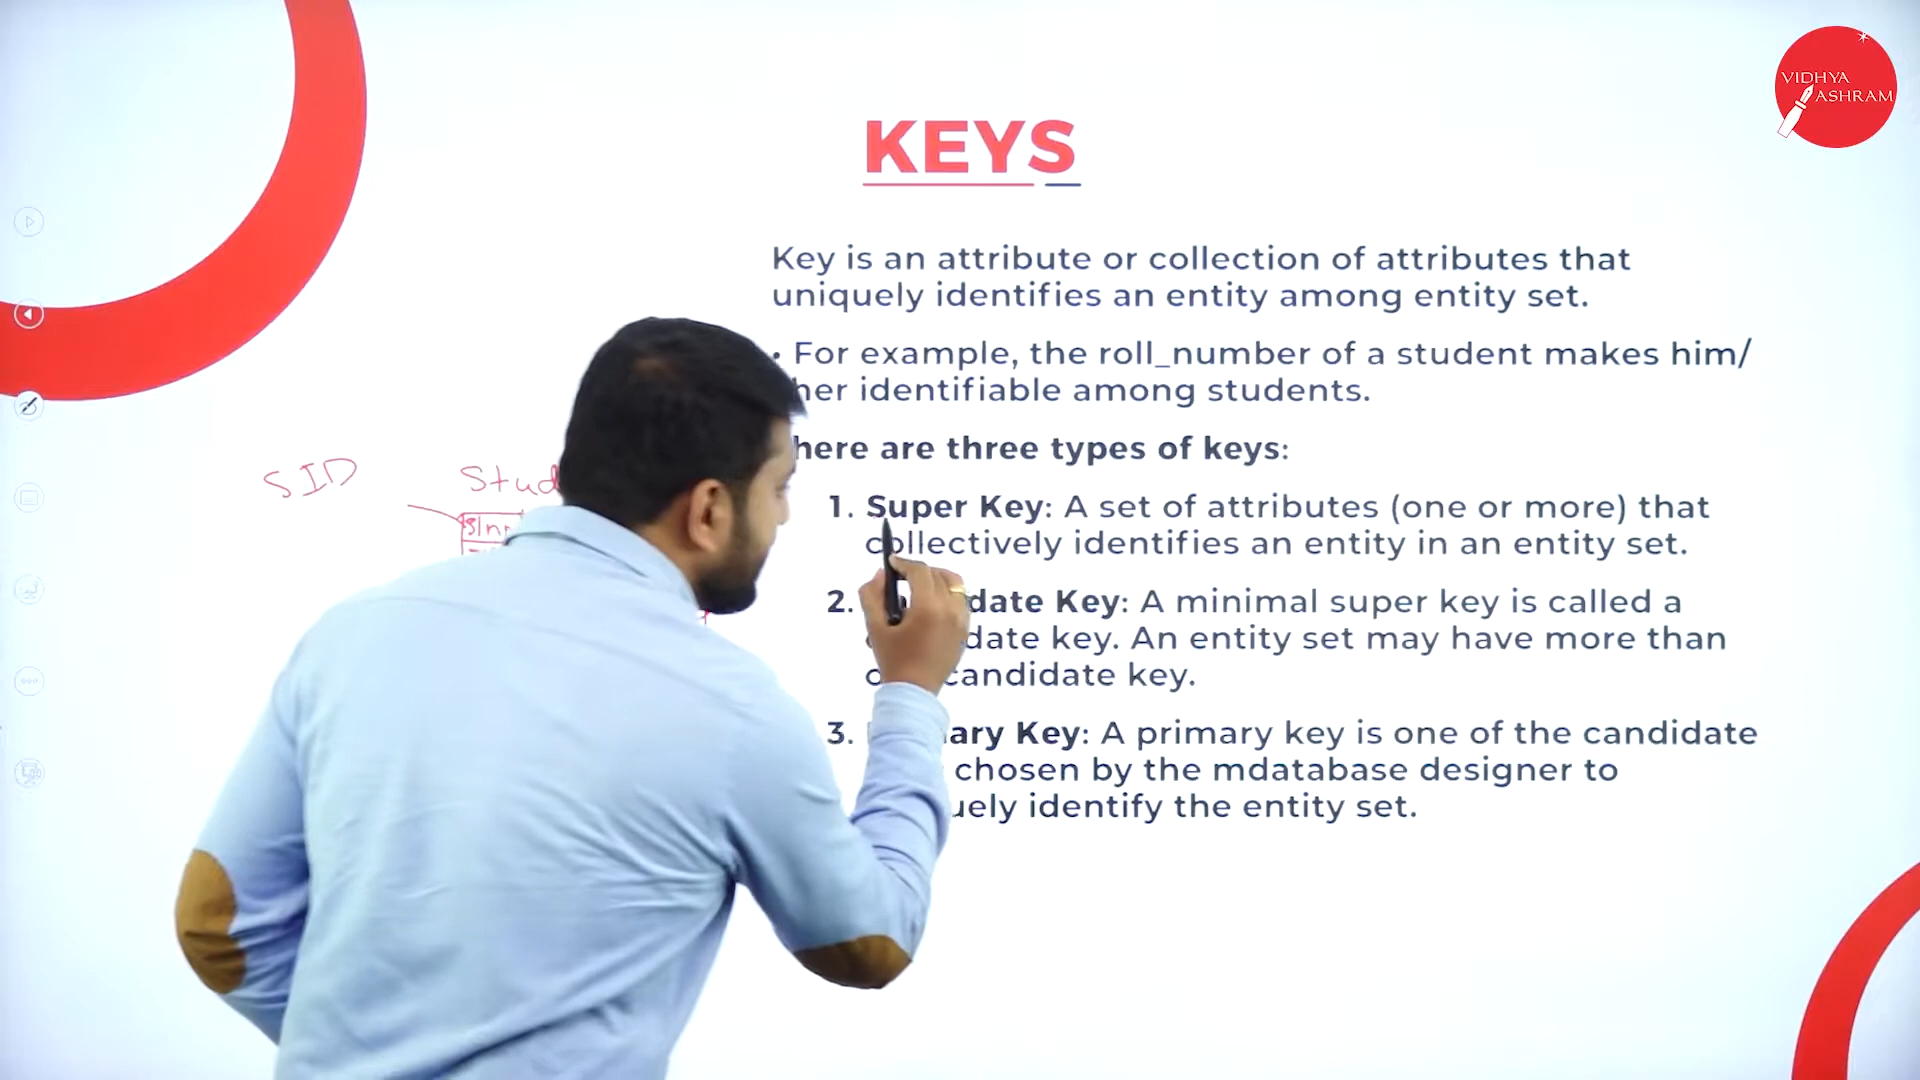 VIDHYA
ASHRAM
KEYS
Key is an attribute or collection of attributes that
uniquely identifies an entity among entity set.
• For example, the roll_number of a student makes him/
her identifiable among students.
here are three types of keys:
1. Super Key: A set of attributes (one or more) that
collectively identifies an entity in an entity set.
2. date Key: A minimal super key is called a
date key. An entity set may have more than
candidate key.
3. ary Key: A primary key is one of the candidate
chosen by the mdatabase designer to
uely identify the entity set.
SID
Stud